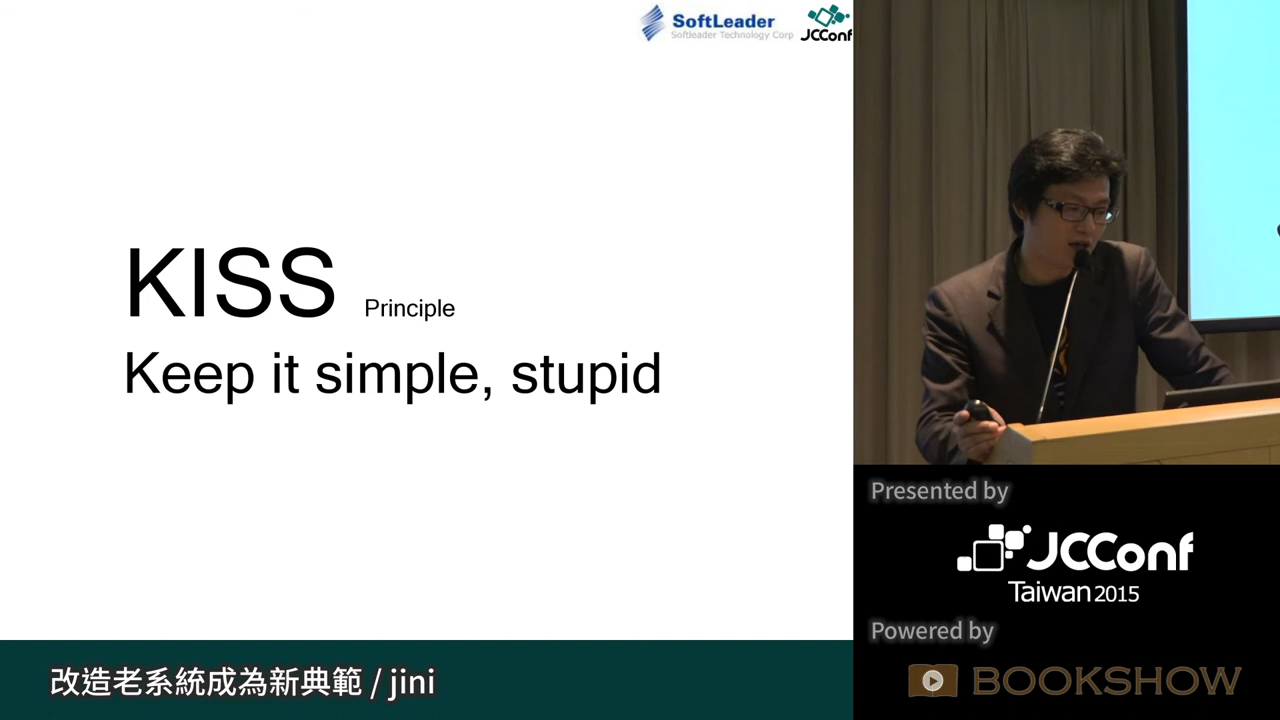 SoftLeader
Softleader Technology Corp
JCConf
KISS Principle
Keep it simple, stupid
Presented by
JCConf
Taiwan 2015
Powered by
BOOKSHOW
改造老系統成為新典範 / jini